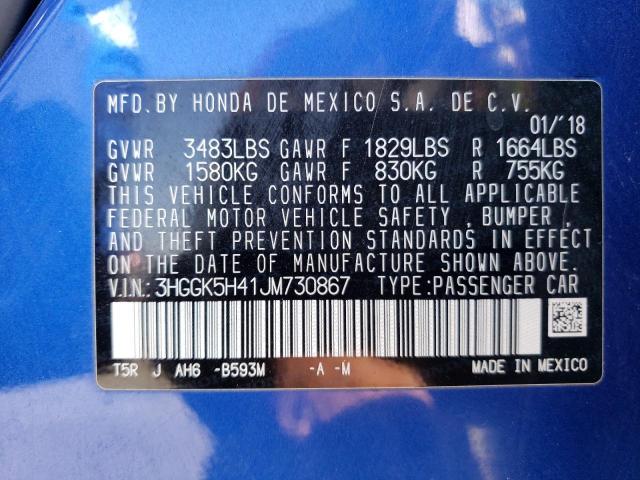 MFD. BY HONDA DE MEXICO S.A. DE C.V.
01/'18
GVWR 3483LBS GAWR F 1829LBS R 1664LBS
GVWR 1580KG GAWR F 830KG R 755KG
THIS VEHICLE CONFORMS TO ALL APPLICABLE
FEDERAL MOTOR VEHICLE SAFETY , BUMPER ,
AND THEFT PREVENTION STANDARDS IN EFFECT
ON THE DATE OF MANUFACTURE SHOWN ABOVE.
V.I.N.: 3HGGK5H41JM730867 TYPE: PASSENGER CAR
T5R J AH6 -B593M -A -M MADE IN MEXICO